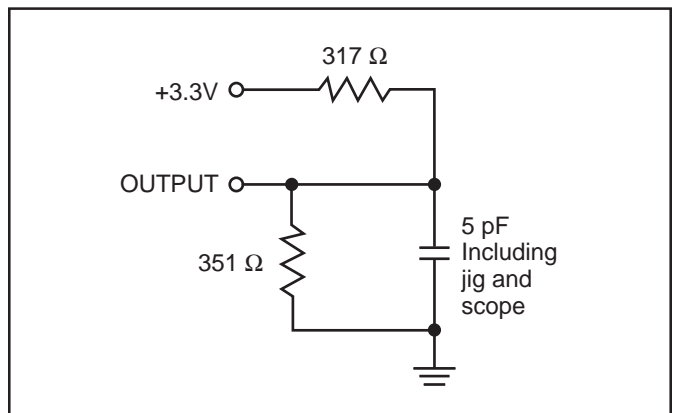 317 Ω
+3.3V
OUTPUT
351 Ω
5 pF
Including
jig and
scope